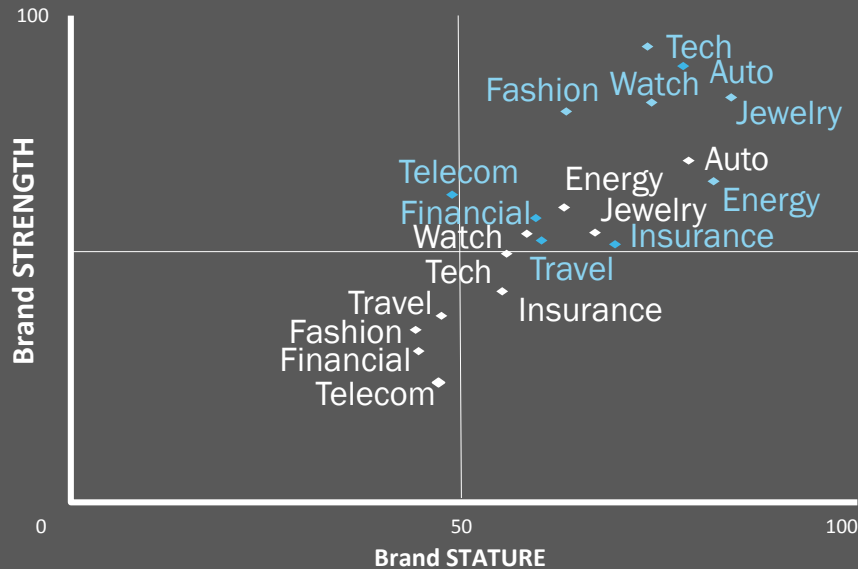 100
Tech
Auto
Watch
Fashion
Jewelry
Auto
Telecom
Energy
Energy
Financial
Jewelry
Watch
Insurance
Travel
Tech
Travel
Insurance
Fashion
Financial
Telecom
Brand STRENGTH
0
50
100
Brand STATURE